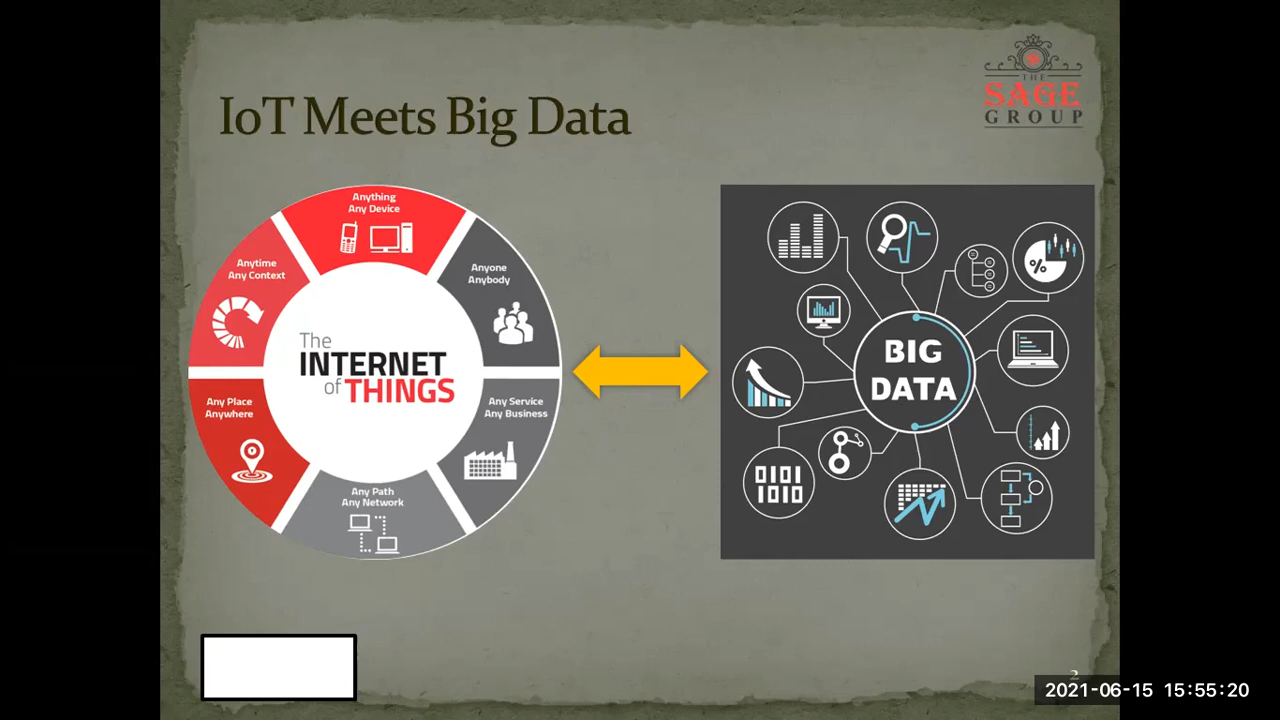 THE
SAGE
GROUP
IoT Meets Big Data
Anything
Any Device
Anytime
Any Context
Anyone
Anybody
The
INTERNET
of THINGS
Any Place
Anywhere
Any Service
Any Business
Any Path
Any Network
%
BIG
DATA
0101
1010
2
2021-06-15 15:55:20